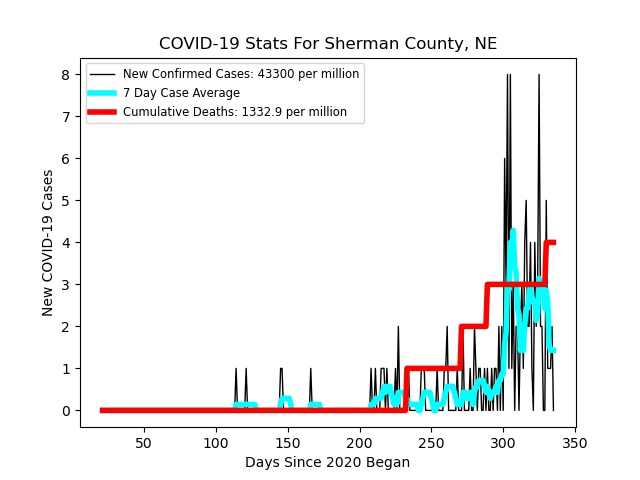 COVID-19 Stats For Sherman County, NE
New Confirmed Cases: 43300 per million
7 Day Case Average
Cumulative Deaths: 1332.9 per million
New COVID-19 Cases
8
7
6
5
4
3
2
1
0
50 100 150 200 250 300 350
Days Since 2020 Began